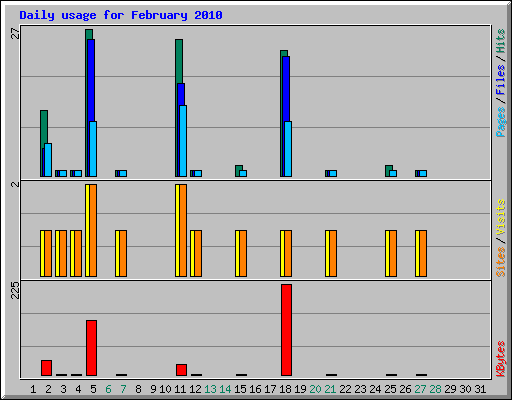 Daily usage for February 2010
27
Pages / Files / Hits
2
Sites / Visits
225
KBytes
1 2 3 4 5 6 7 8 9 10 11 12 13 14 15 16 17 18 19 20 21 22 23 24 25 26 27 28 29 30 31